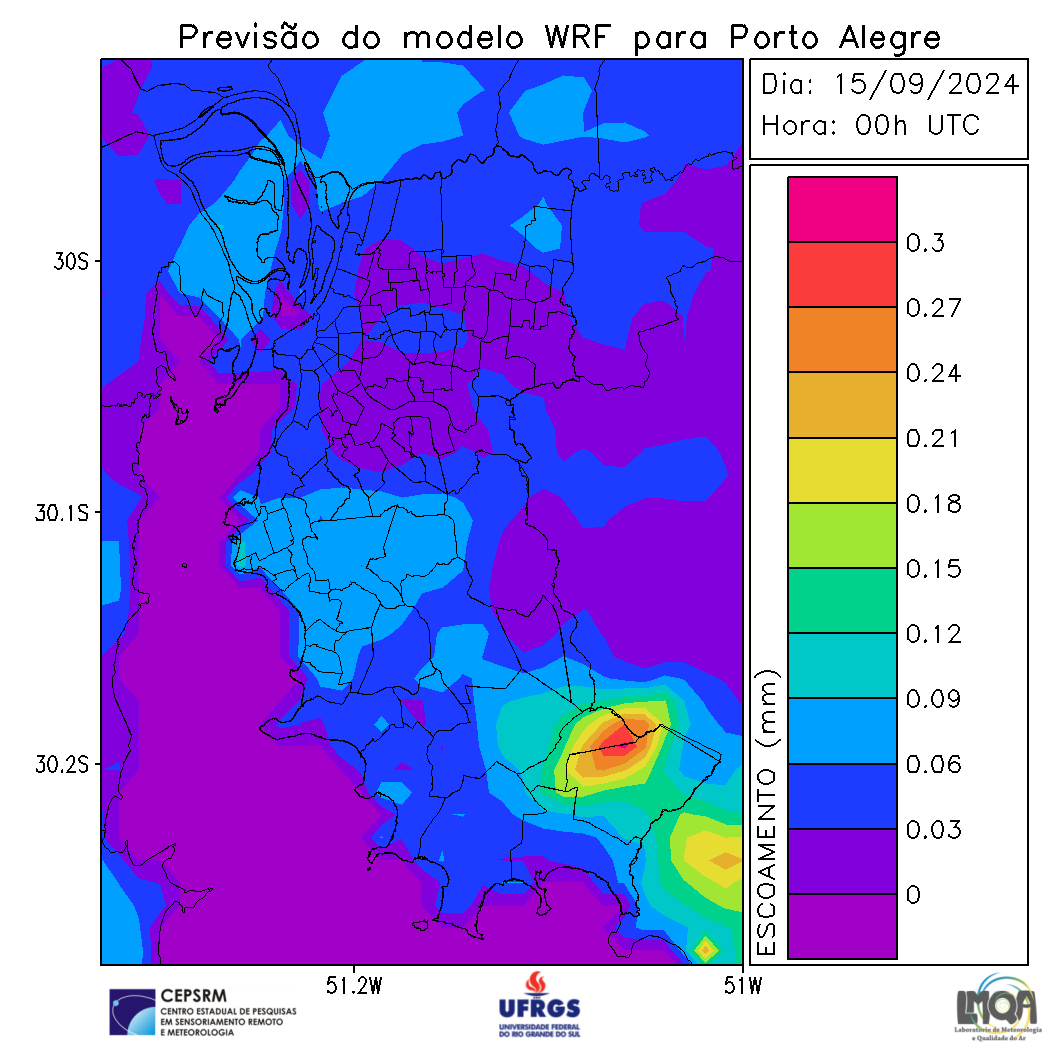 Previsão do modelo WRF para Porto Alegre
Dia: 15/09/2024
Hora: 00h UTC
30S
30.1S
30.2S
51.2W
51W
ESCOAMENTO (mm)
0.3
0.27
0.24
0.21
0.18
0.15
0.12
0.09
0.06
0.03
0
CEPSRM
CENTRO ESTADUAL DE PESQUISAS
EM SENSORIAMENTO REMOTO
E METEOROLOGIA
UFRGS
UNIVERSIDADE FEDERAL
DO RIO GRANDE DO SUL
LMQA
Laboratório de Meteorologia
e Qualidade do Ar